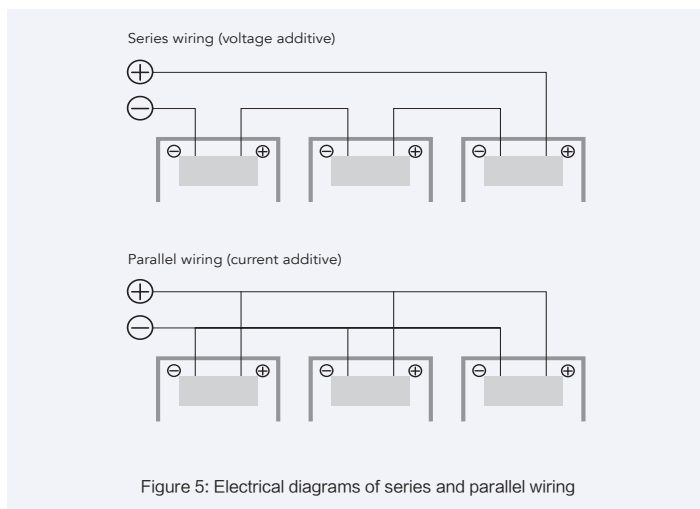 Series wiring (voltage additive)
⊕
⊖
⊖ ⊕ ⊖ ⊕ ⊖ ⊕
Parallel wiring (current additive)
⊕
⊖
⊖ ⊕ ⊖ ⊕ ⊖ ⊕
Figure 5: Electrical diagrams of series and parallel wiring